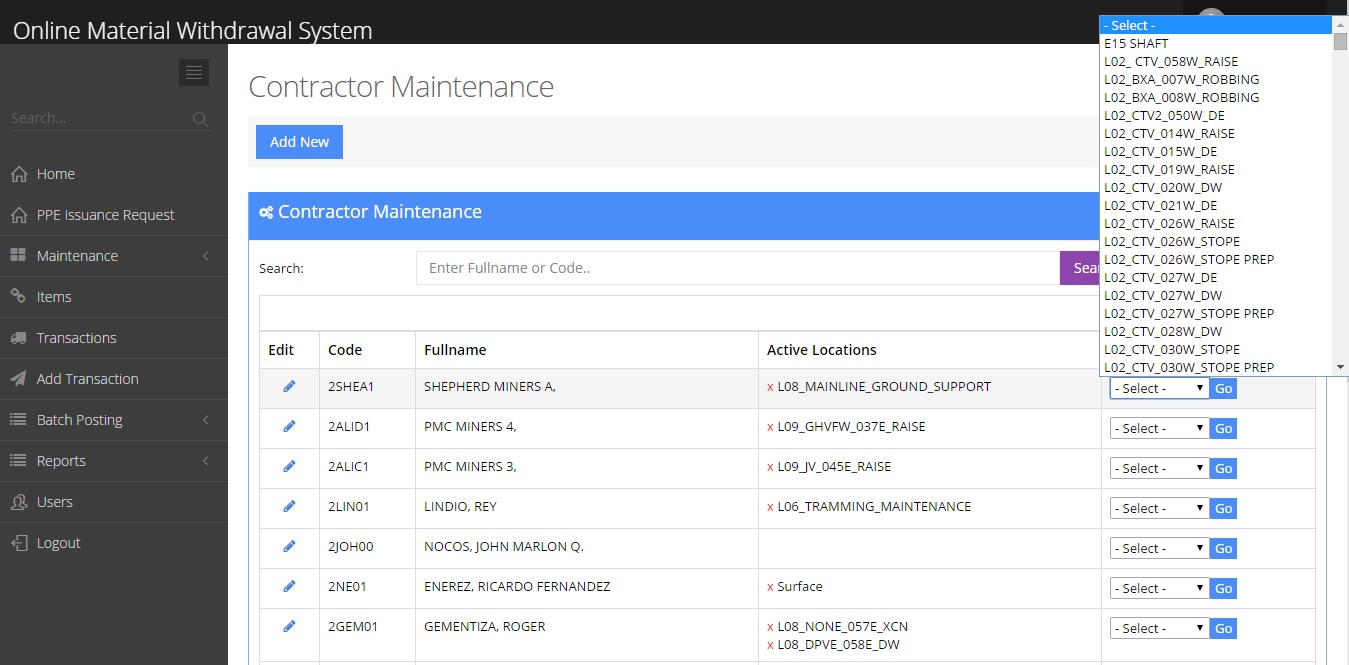 Online Material Withdrawal System
Search...
Home
PPE Issuance Request
Maintenance
Items
Transactions
Add Transaction
Batch Posting
Reports
Users
Logout
Contractor Maintenance
Add New
Contractor Maintenance
Search:
Enter Fullname or Code..
Edit Code Fullname Active Locations
2SHEA1 SHEPHERD MINERS A, x L08_MAINLINE_GROUND_SUPPORT - Select - Go
2ALID1 PMC MINERS 4, x L09_GHVFW_037E_RAISE - Select - Go
2ALIC1 PMC MINERS 3, x L09_JV_045E_RAISE - Select - Go
2LIN01 LINDIO, REY x L06_TRAMMING_MAINTENANCE - Select - Go
2JOH00 NOCOS, JOHN MARLON Q. - Select - Go
2NE01 ENEREZ, RICARDO FERNANDEZ x Surface - Select - Go
2GEM01 GEMENTIZA, ROGER x L08_NONE_057E_XCN - Select - Go
x L08_DPVE_058E_DW
- Select -
E15 SHAFT
L02_ CTV_058W_RAISE
L02_BXA_007W_ROBBING
L02_BXA_008W_ROBBING
L02_CTV2_050W_DE
L02_CTV_014W_RAISE
L02_CTV_015W_DE
L02_CTV_019W_RAISE
L02_CTV_020W_DW
L02_CTV_021W_DE
L02_CTV_026W_RAISE
L02_CTV_026W_STOPE
L02_CTV_026W_STOPE PREP
L02_CTV_027W_DE
L02_CTV_027W_DW
L02_CTV_027W_STOPE PREP
L02_CTV_028W_DW
L02_CTV_030W_STOPE
L02_CTV_030W_STOPE PREP